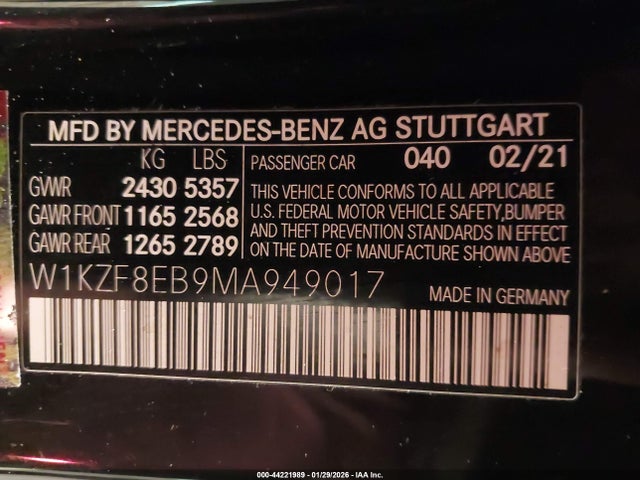 MFD BY MERCEDES-BENZ AG STUTTGART
KG LBS
GVWR 2430 5357
GAWR FRONT 1165 2568
GAWR REAR 1265 2789
PASSENGER CAR 040 02/21
THIS VEHICLE CONFORMS TO ALL APPLICABLE
U.S. FEDERAL MOTOR VEHICLE SAFETY,BUMPER
AND THEFT PREVENTION STANDARDS IN EFFECT
ON THE DATE OF MANUFACTURE SHOWN ABOVE
W1KZF8EB9MA949017
MADE IN GERMANY
000-44221989 - 01/29/2026 - IAA Inc.